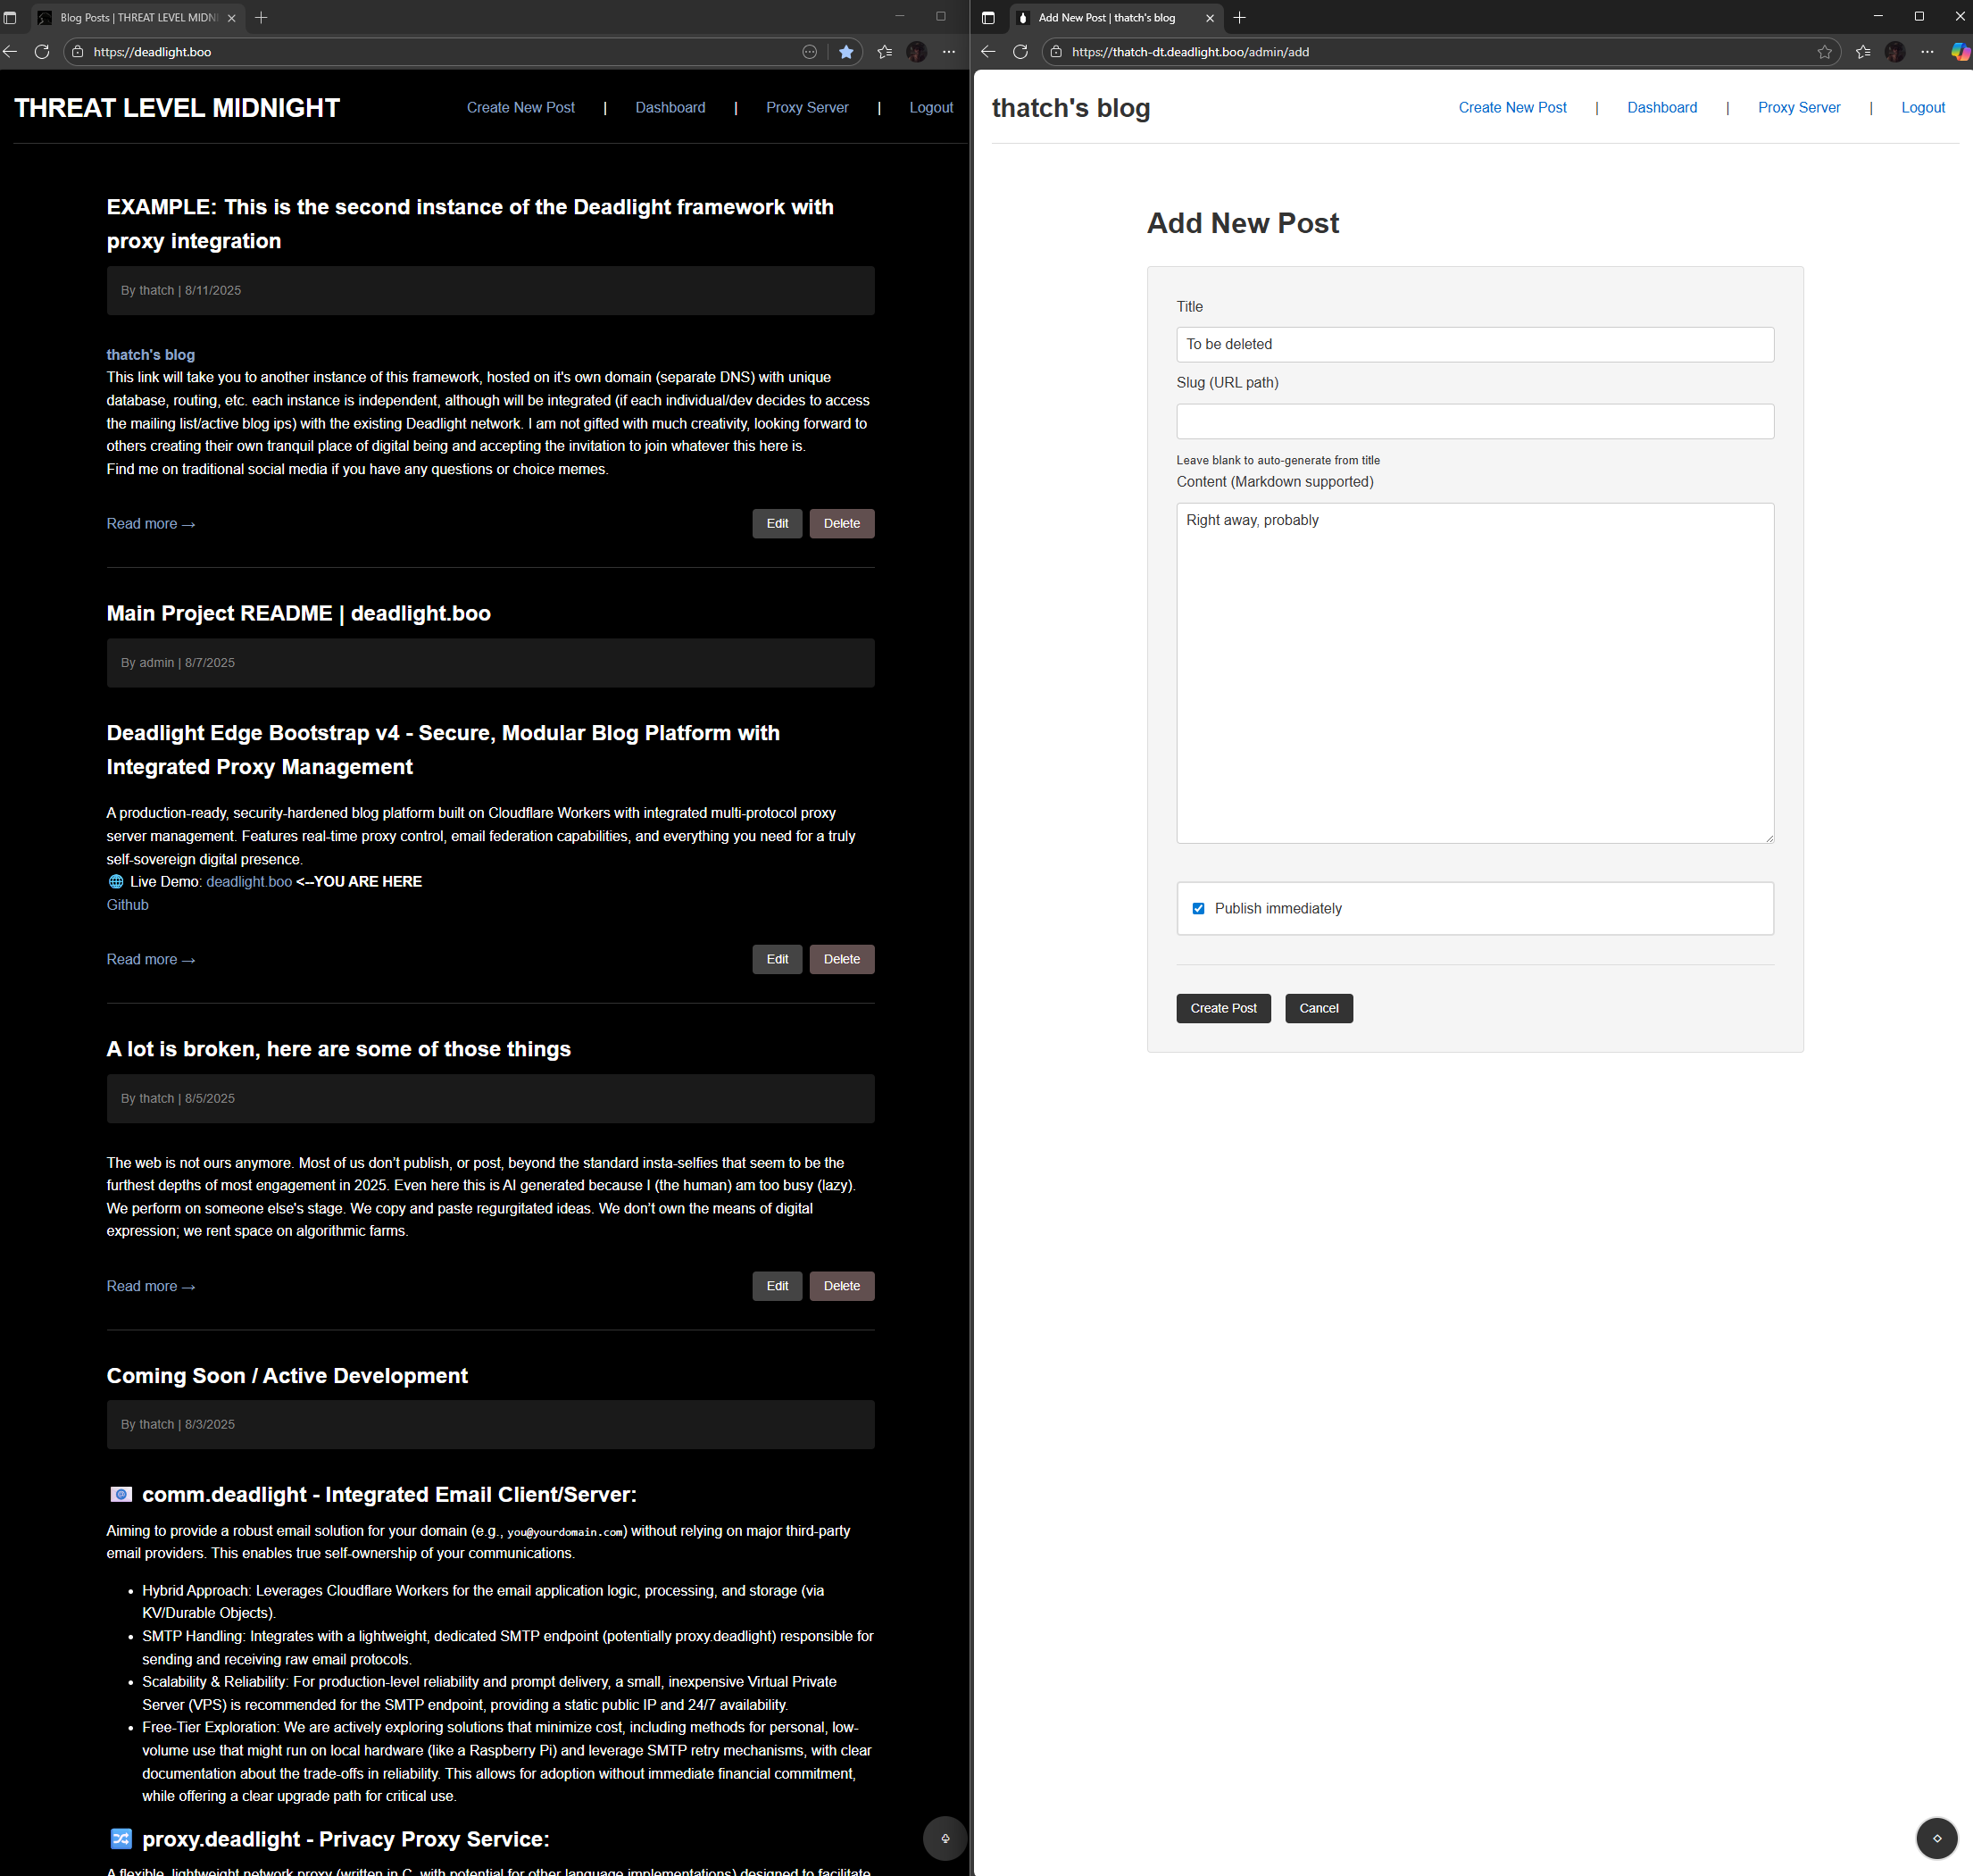 Blog Posts | THREAT LEVEL MIDNI
https://deadlight.boo
THREAT LEVEL MIDNIGHT
Create New Post | Dashboard | Proxy Server | Logout
EXAMPLE: This is the second instance of the Deadlight framework with
proxy integration
By thatch | 8/11/2025
thatch's blog
This link will take you to another instance of this framework, hosted on it's own domain (separate DNS) with unique
database, routing, etc. each instance is independent, although will be integrated (if each individual/dev decides to access
the mailing list/active blog ips) with the existing Deadlight network. I am not gifted with much creativity, looking forward to
others creating their own tranquil place of digital being and accepting the invitation to join whatever this here is.
Find me on traditional social media if you have any questions or choice memes.
Read more →
Edit Delete
Main Project README | deadlight.boo
By admin | 8/7/2025
Deadlight Edge Bootstrap v4 - Secure, Modular Blog Platform with
Integrated Proxy Management
A production-ready, security-hardened blog platform built on Cloudflare Workers with integrated multi-protocol proxy
server management. Features real-time proxy control, email federation capabilities, and everything you need for a truly
self-sovereign digital presence.
🌐 Live Demo: deadlight.boo <--YOU ARE HERE
Github
Read more →
Edit Delete
A lot is broken, here are some of those things
By thatch | 8/5/2025
The web is not ours anymore. Most of us don’t publish, or post, beyond the standard insta-selfies that seem to be the
furthest depths of most engagement in 2025. Even here this is AI generated because I (the human) am too busy (lazy).
We perform on someone else's stage. We copy and paste regurgitated ideas. We don’t own the means of digital
expression; we rent space on algorithmic farms.
Read more →
Edit Delete
Coming Soon / Active Development
By thatch | 8/3/2025
📧 comm.deadlight - Integrated Email Client/Server:
Aiming to provide a robust email solution for your domain (e.g., you@yourdomain.com) without relying on major third-party
email providers. This enables true self-ownership of your communications.
• Hybrid Approach: Leverages Cloudflare Workers for the email application logic, processing, and storage (via
KV/Durable Objects).
• SMTP Handling: Integrates with a lightweight, dedicated SMTP endpoint (potentially proxy.deadlight) responsible for
sending and receiving raw email protocols.
• Scalability & Reliability: For production-level reliability and prompt delivery, a small, inexpensive Virtual Private
Server (VPS) is recommended for the SMTP endpoint, providing a static public IP and 24/7 availability.
• Free-Tier Exploration: We are actively exploring solutions that minimize cost, including methods for personal, low-
volume use that might run on local hardware (like a Raspberry Pi) and leverage SMTP retry mechanisms, with clear
documentation about the trade-offs in reliability. This allows for adoption without immediate financial commitment,
while offering a clear upgrade path for critical use.
🔀 proxy.deadlight - Privacy Proxy Service:
A flexible, lightweight network proxy (written in C, with potential for other language implementations) designed to facilitate
Add New Post | thatch's blog
https://thatch-dt.deadlight.boo/admin/add
thatch's blog
Create New Post | Dashboard | Proxy Server | Logout
Add New Post
Title
To be deleted
Slug (URL path)
Leave blank to auto-generate from title
Content (Markdown supported)
Right away, probably
Publish immediately
Create Post Cancel